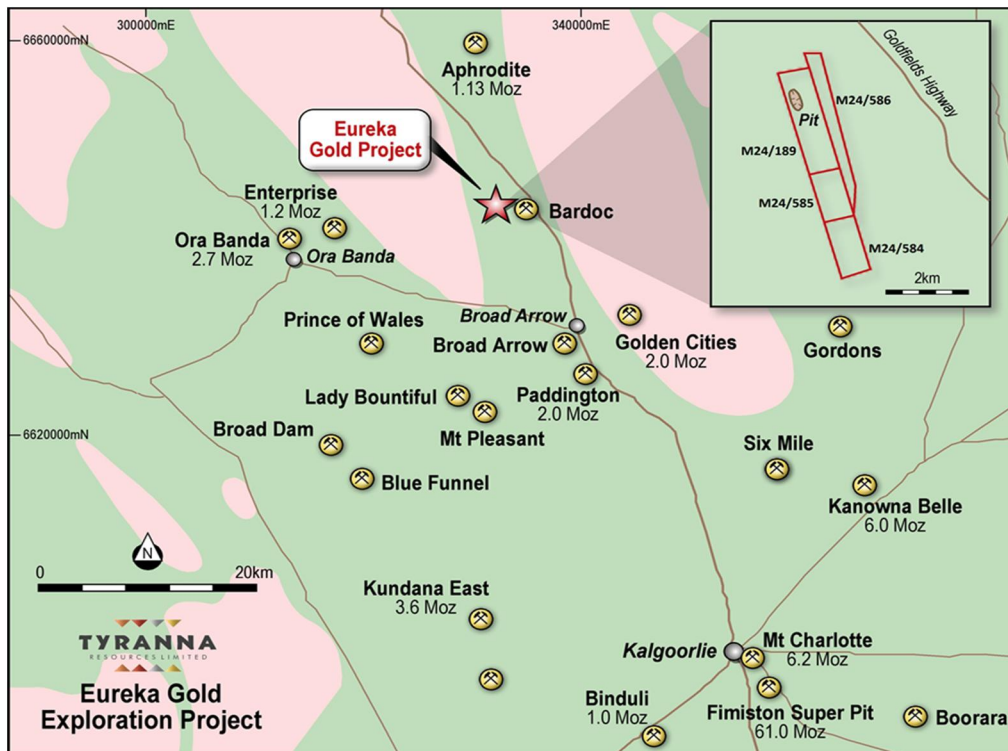 300000mE
340000mE
6660000mN
Aphrodite
1.13 Moz
Eureka
Gold Project
Goldfields Highway
M24/586
Pit
M24/189
M24/585
M24/584
2km
Enterprise
1.2 Moz
Bardoc
Ora Banda
2.7 Moz
Ora Banda
Prince of Wales
Broad Arrow
Broad Arrow
Golden Cities
2.0 Moz
Gordons
Lady Bountiful
Paddington
2.0 Moz
Mt Pleasant
6620000mN
Broad Dam
Blue Funnel
Six Mile
Kanowna Belle
6.0 Moz
N
0
20km
Kundana East
3.6 Moz
TYRANNA
RESOURCES LIMITED
Eureka Gold
Exploration Project
Kalgoorlie
Mt Charlotte
6.2 Moz
Binduli
1.0 Moz
Fimiston Super Pit
61.0 Moz
Boorara